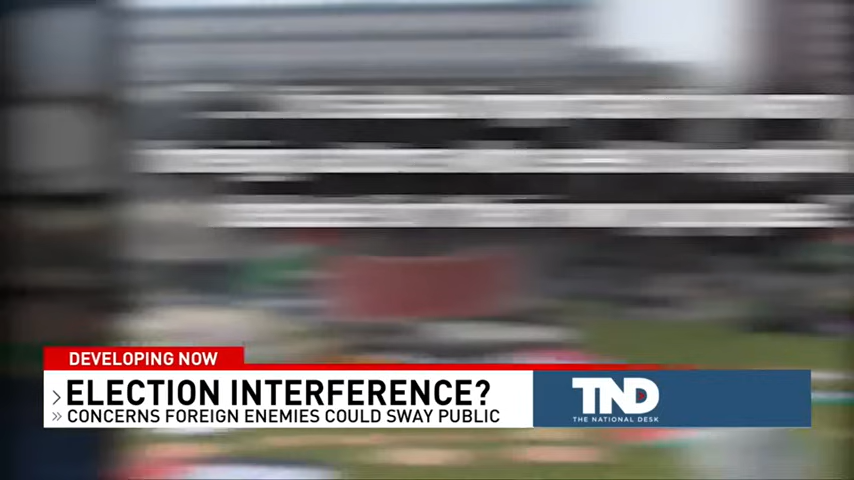 DEVELOPING NOW
ELECTION INTERFERENCE?
CONCERNS FOREIGN ENEMIES COULD SWAY PUBLIC
TND
THE NATIONAL DESK